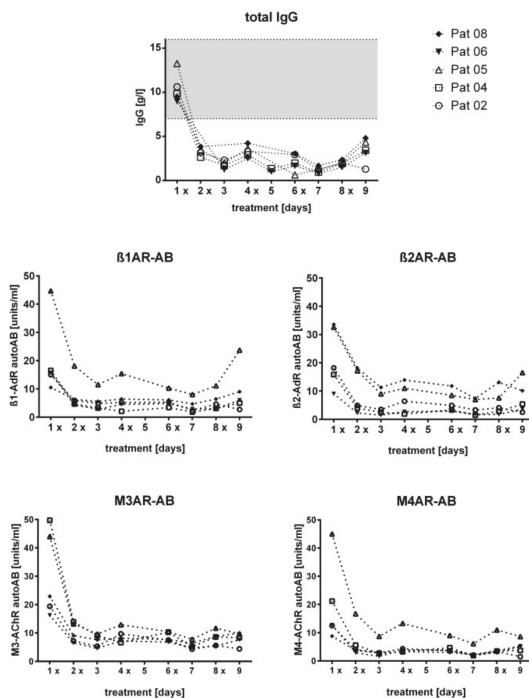 total IgG
Pat 08
Pat 06
Pat 05
Pat 04
Pat 02
IgG [g/l]
15
10
5
0
1 x 2 x 3 4 x 5 6 x 7 8 x 9
treatment [days]
ß1AR-AB
ß1-AdR autoAB [units/ml]
50
40
30
20
10
0
1 x 2 x 3 4 x 5 6 x 7 8 x 9
treatment [days]
ß2AR-AB
ß2-AdR autoAB [units/ml]
50
40
30
20
10
0
1 x 2 x 3 4 x 5 6 x 7 8 x 9
treatment [days]
M3AR-AB
M3-AChR autoAB [units/ml]
50
40
30
20
10
0
1 x 2 x 3 4 x 5 6 x 7 8 x 9
treatment [days]
M4AR-AB
M4-AChR autoAB [units/ml]
50
40
30
20
10
0
1 x 2 x 3 4 x 5 6 x 7 8 x 9
treatment [days]